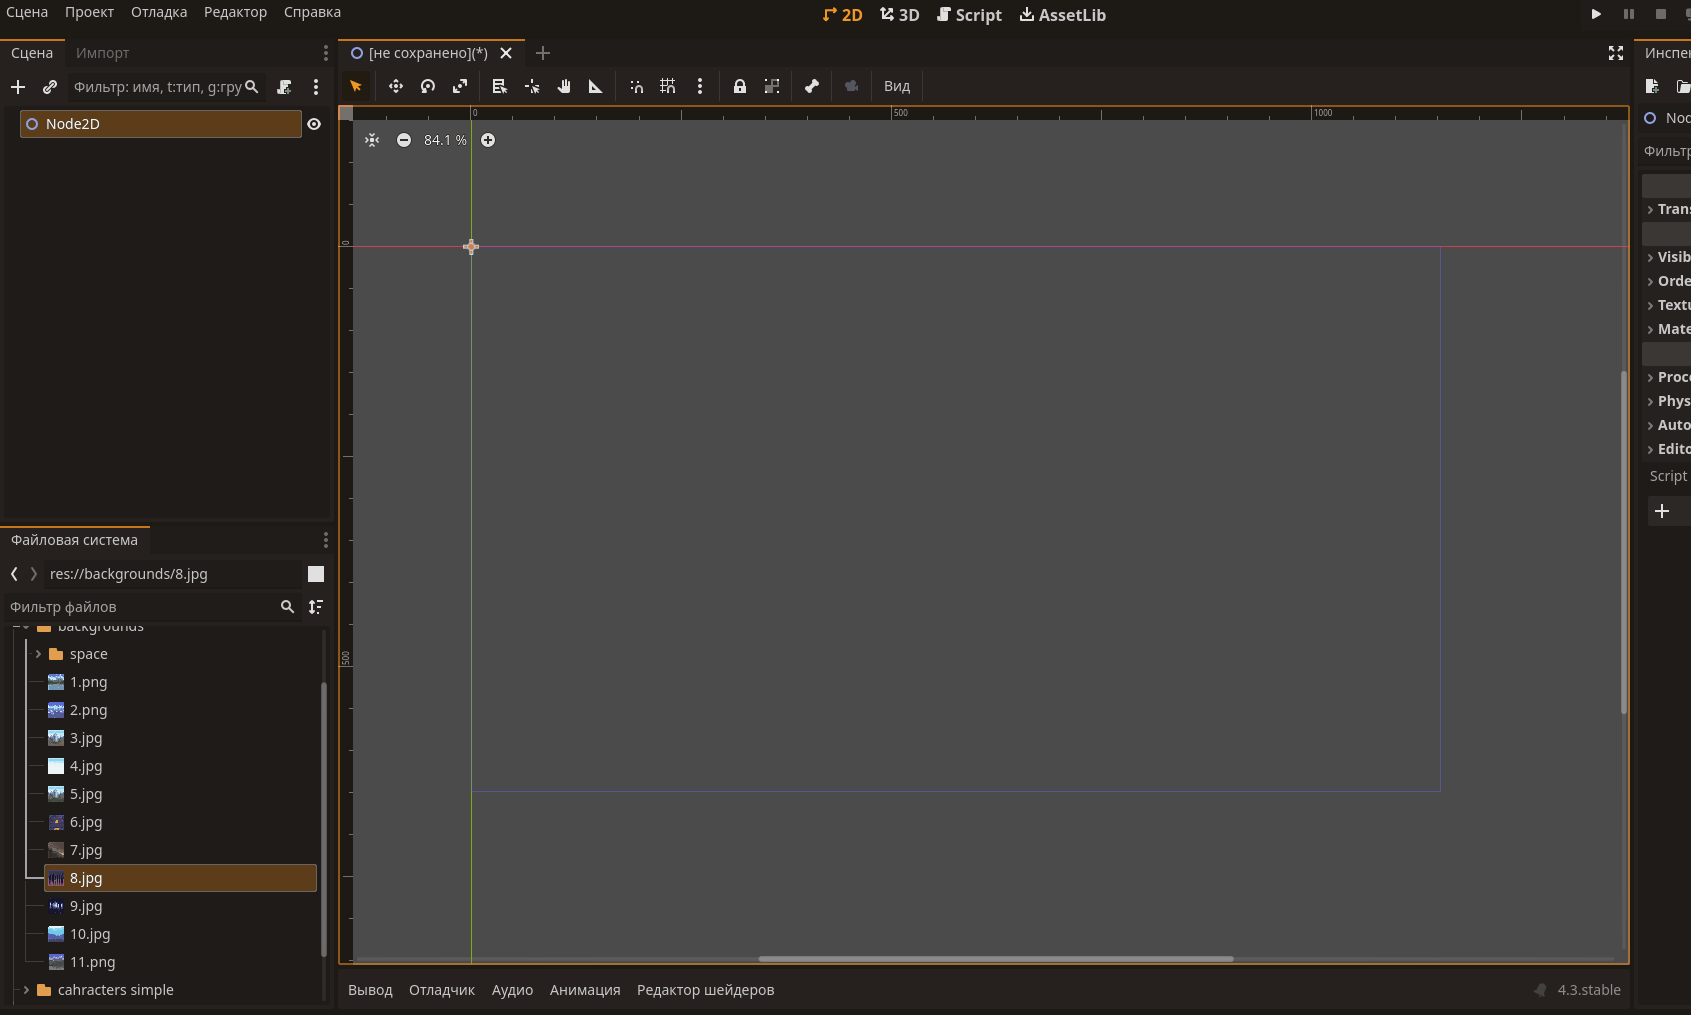 Сцена Проект Отладка Редактор Справка
2D 3D Script AssetLib
Сцена Импорт
[не сохранено](*)
Фильтр: имя, t:тип, g:гру
Вид
Node2D
0 500 1000
84.1 %
0
500
Файловая система
res://backgrounds/8.jpg
Фильтр файлов
backgrounds
space
1.png
2.png
3.jpg
4.jpg
5.jpg
6.jpg
7.jpg
8.jpg
9.jpg
10.jpg
11.png
cahracters simple
Вывод Отладчик Аудио Анимация Редактор шейдеров
4.3.stable
Инспе
Nod
Фильтр
Trans
Visib
Orde
Textu
Mate
Proce
Phys
Auto
Edito
Script